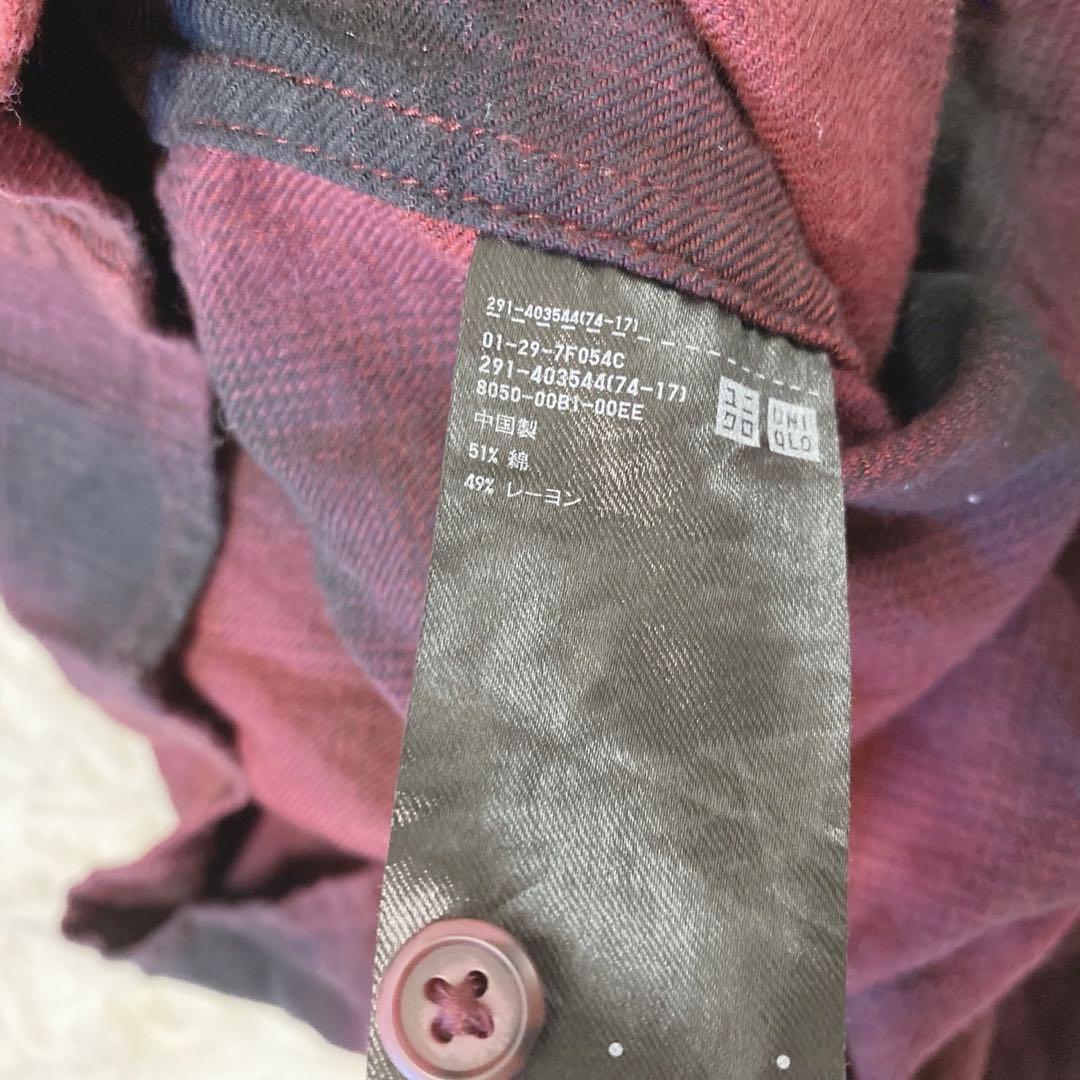 291-403544(74-17)
01-29-7F054C
291-403544(74-17)
8050-00B1-00EE
中国製
51% 綿
49% レーヨン
ユニ
クロ
UNI
QLO